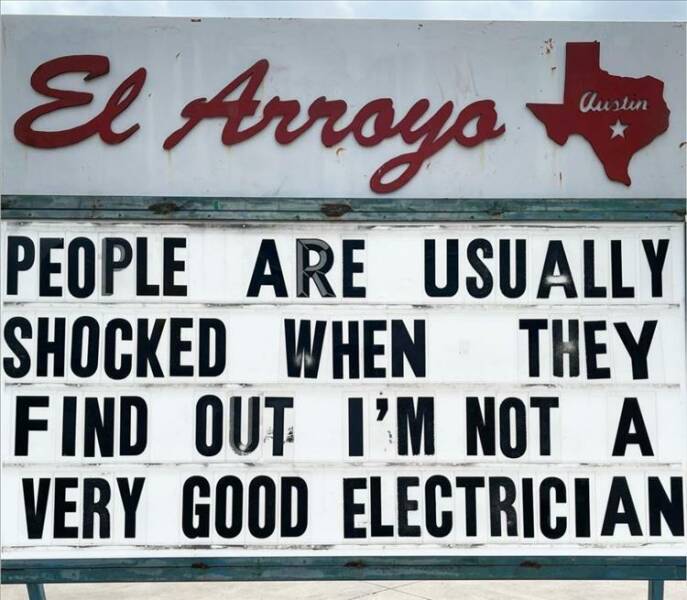 El Arroyo
Austin
PEOPLE ARE USUALLY
SHOCKED WHEN THEY
FIND OUT I'M NOT A
VERY GOOD ELECTRICIAN